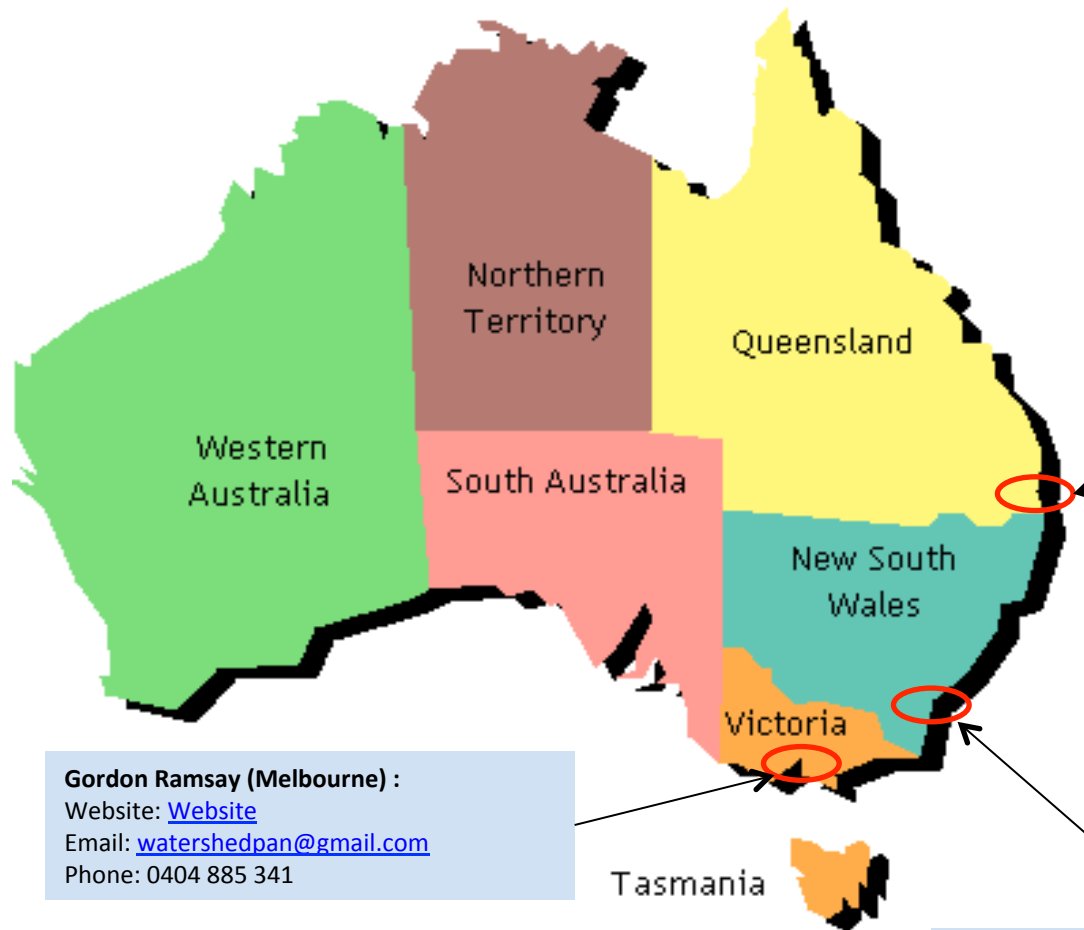 Northern
Territory
Queensland
Western
Australia
South Australia
New South
Wales
Victoria
Gordon Ramsay (Melbourne) :
Website: Website
Email: watershedpan@gmail.com
Phone: 0404 885 341
Tasmania